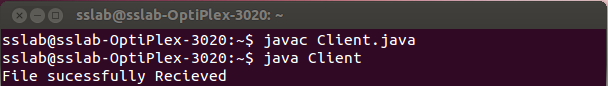 sslab@sslab-OptiPlex-3020: ~
sslab@sslab-OptiPlex-3020:~$ javac Client.java
sslab@sslab-OptiPlex-3020:~$ java Client
File sucessfully Recieved